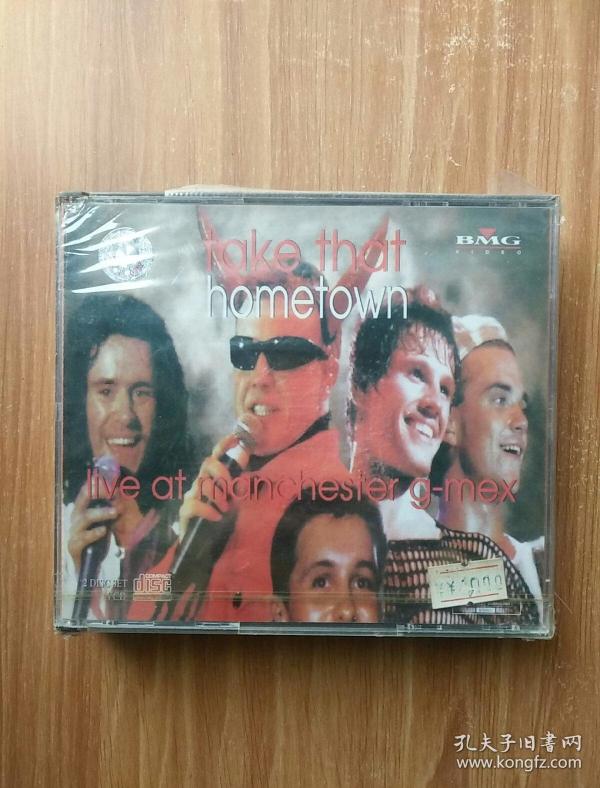 take that
BMG
VIDEO
hometown
live at manchester g-mex
2 DISC SET
COMPACT
disc
孔夫子旧书网
www.kongfz.com